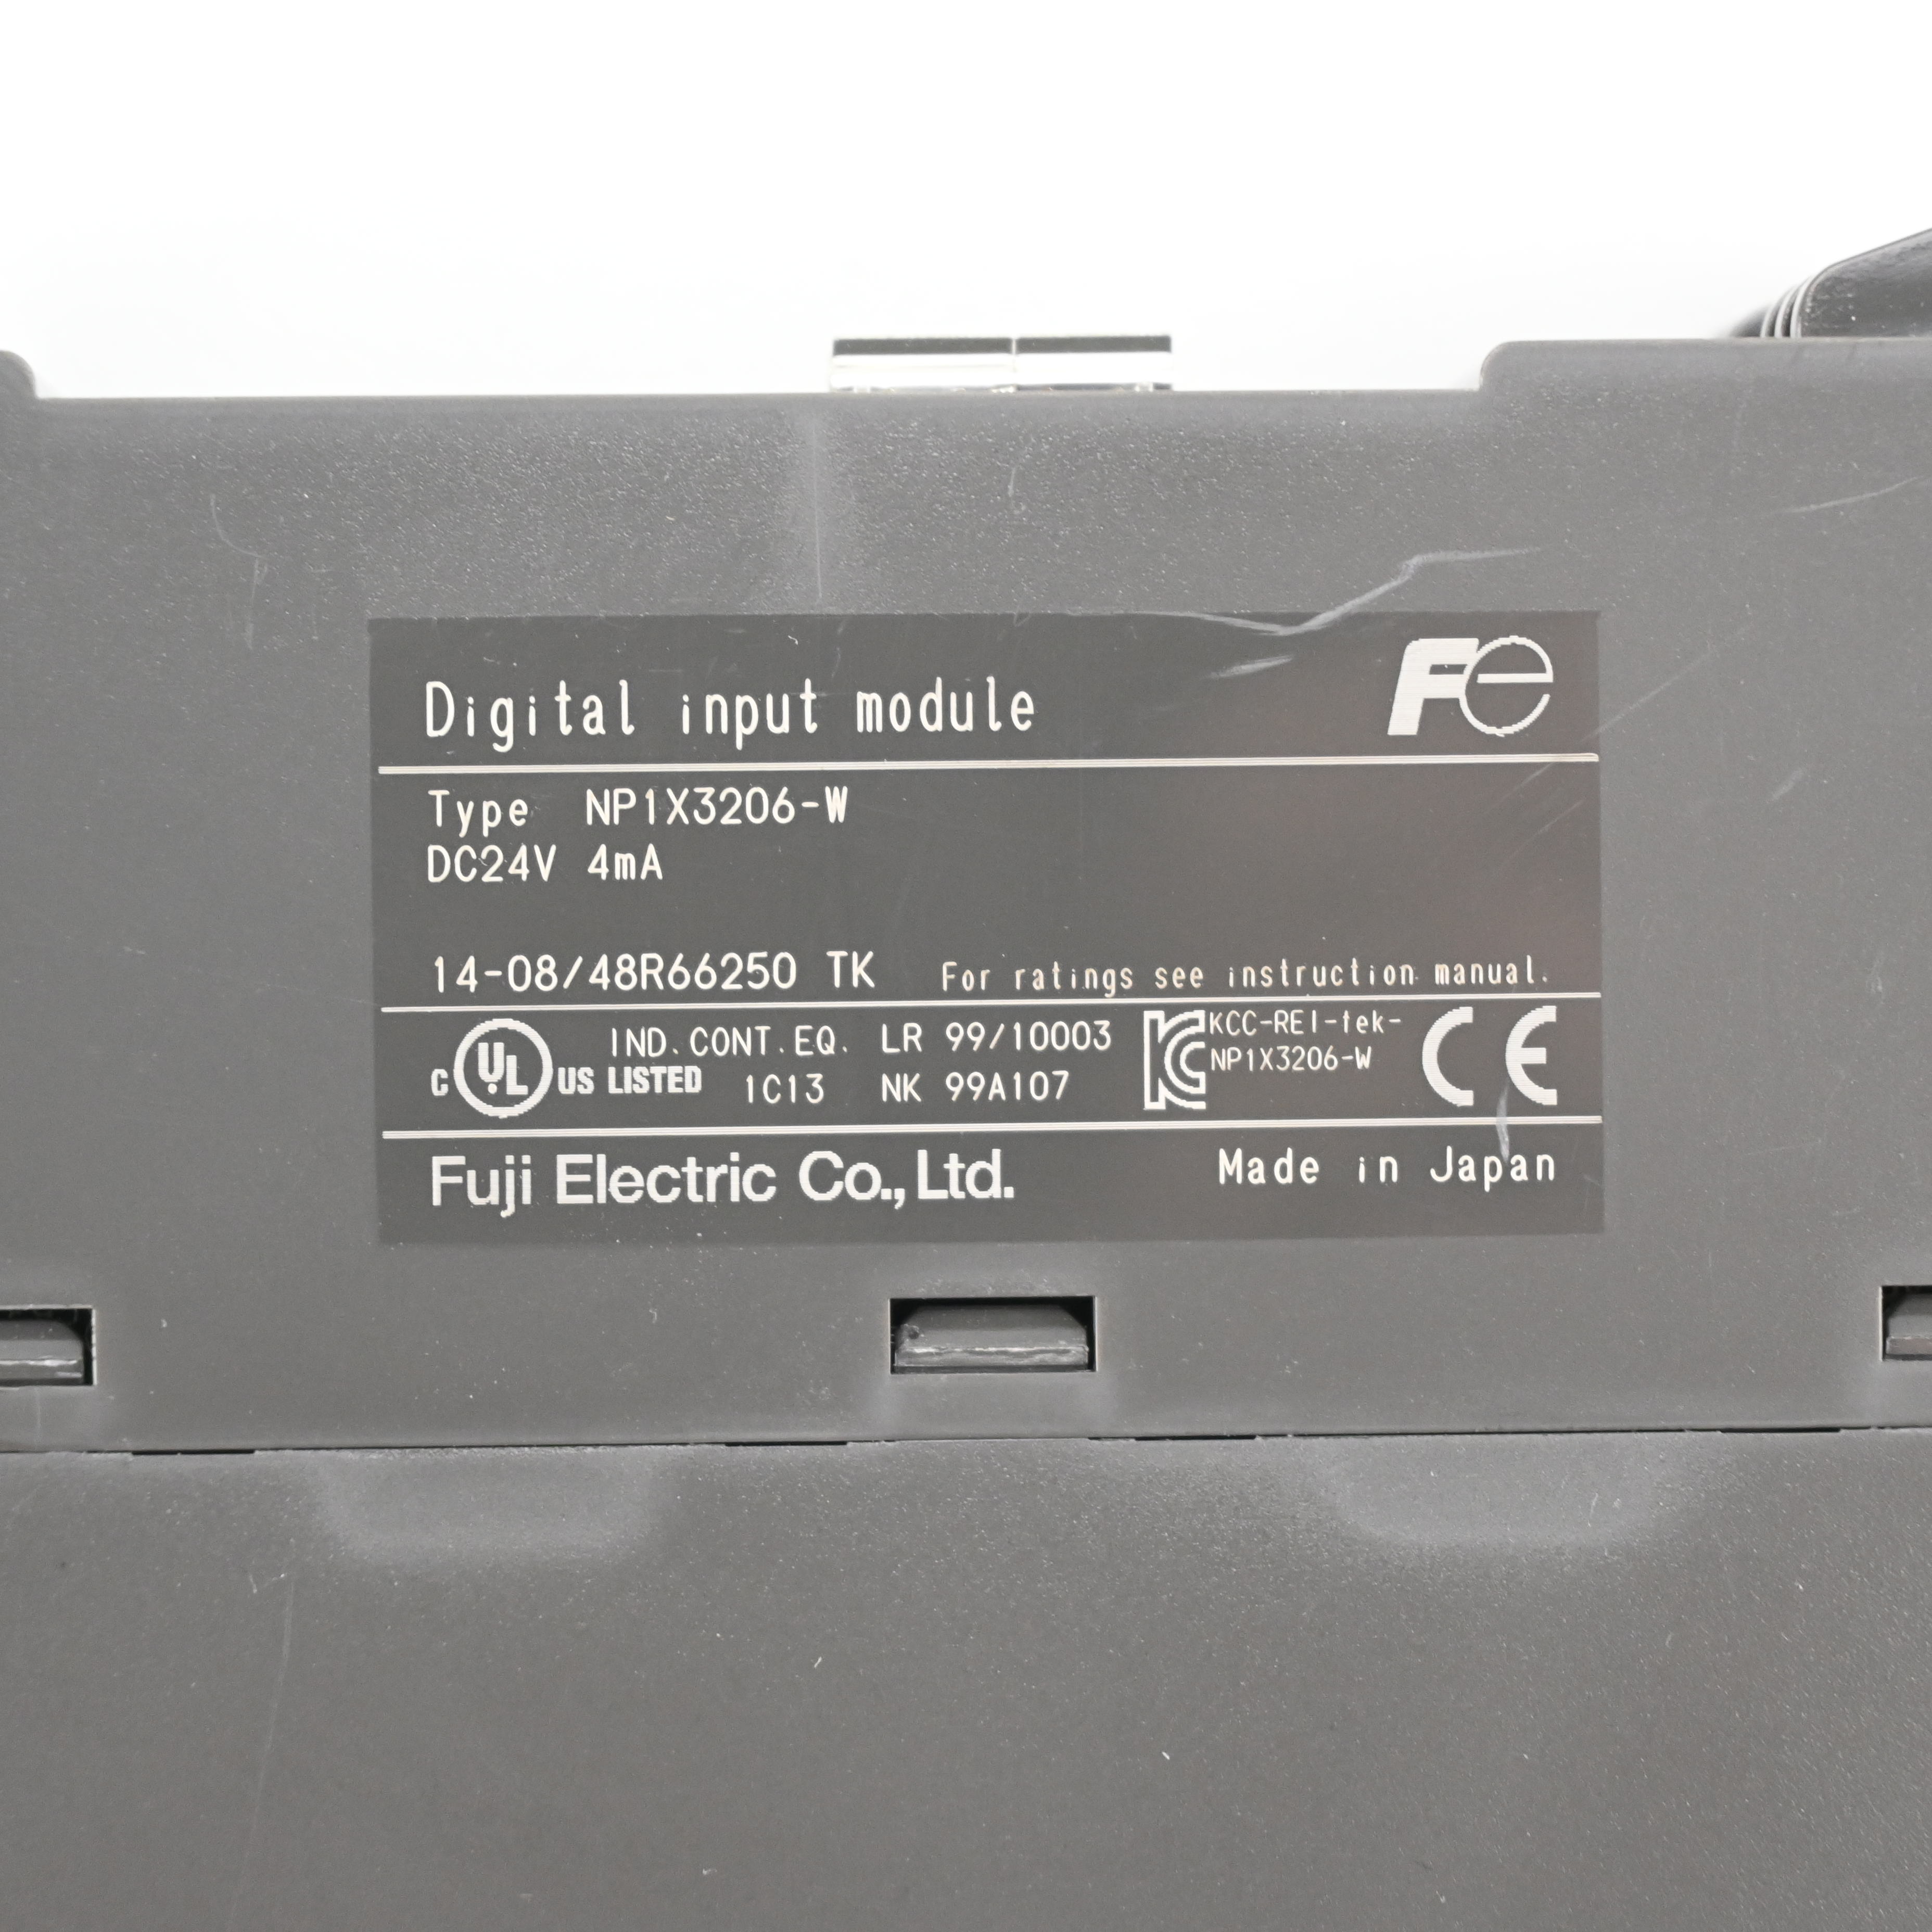 Digital input module Fe
Type NP1X3206-W
DC24V 4mA
14-08/48R66250 TK For ratings see instruction manual.
C UL US LISTED IND.CONT.EQ. 1C13
LR 99/10003
NK 99A107
KCC-REI-tek-
NP1X3206-W
CE
Fuji Electric Co.,Ltd. Made in Japan